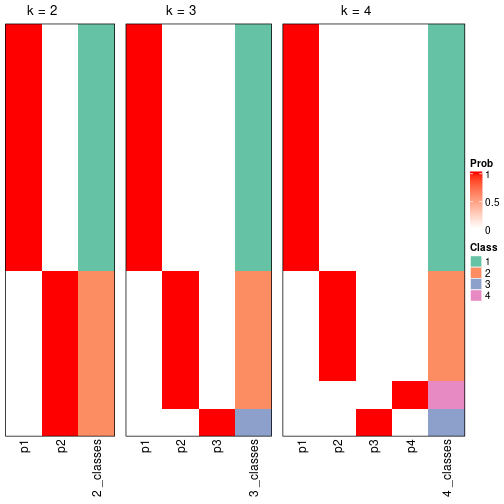 k = 2
k = 3
k = 4
Prob
1
0.5
0
Class
1
2
3
4
p1
p2
2_classes
p1
p2
p3
3_classes
p1
p2
p3
p4
4_classes